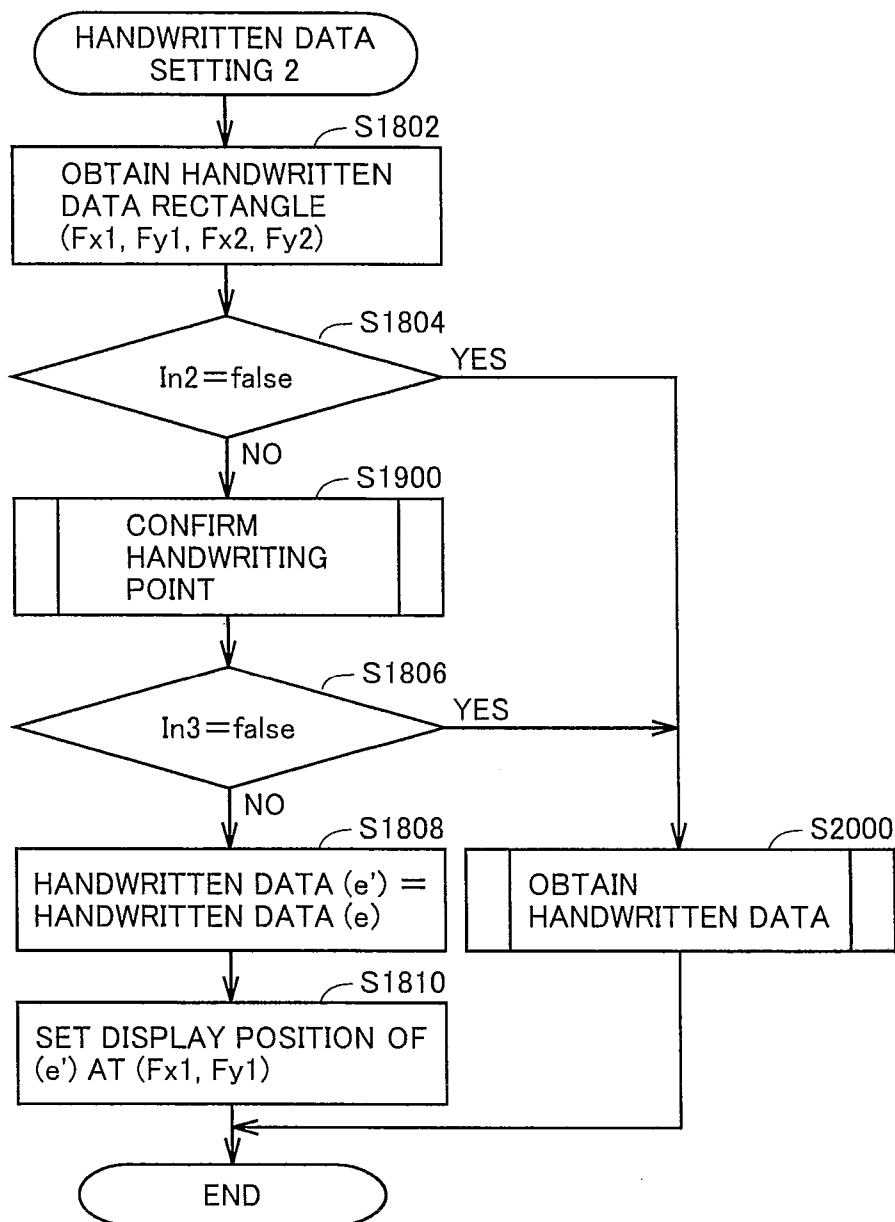 HANDWRITTEN DATA
SETTING 2
S1802
OBTAIN HANDWRITTEN
DATA RECTANGLE
(Fx1, Fy1, Fx2, Fy2)
S1804
In2=false
YES
NO
S1900
CONFIRM
HANDWRITING
POINT
S1806
In3=false
YES
NO
S1808
HANDWRITTEN DATA (e') =
HANDWRITTEN DATA (e)
S2000
OBTAIN
HANDWRITTEN DATA
S1810
SET DISPLAY POSITION OF
(e') AT (Fx1, Fy1)
END